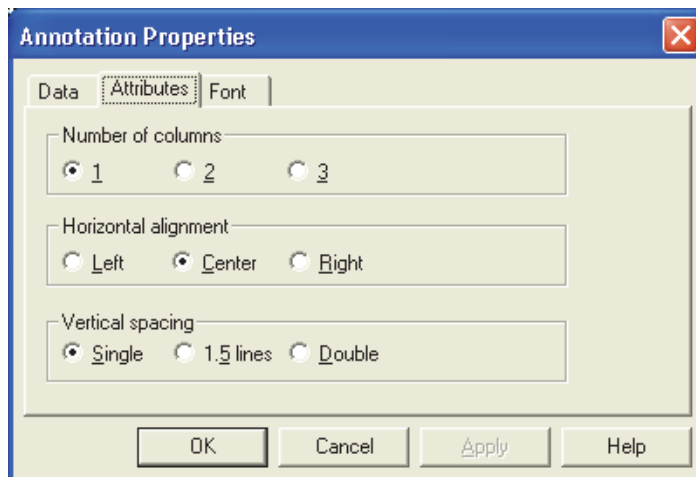 Annotation Properties
Data Attributes Font
Number of columns
1 2 3
Horizontal alignment
Left Center Right
Vertical spacing
Single 1.5 lines Double
OK Cancel Apply Help